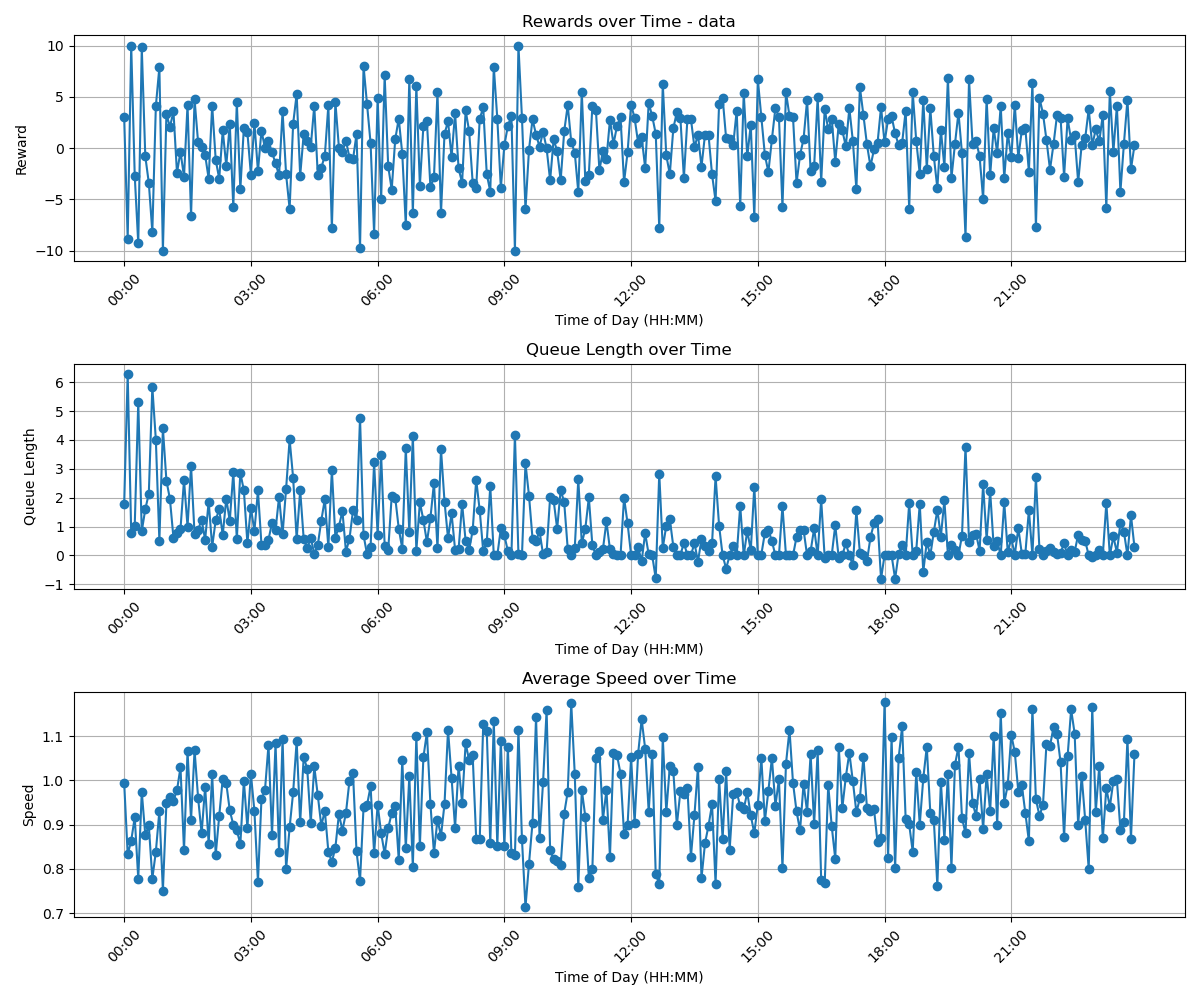 Rewards over Time - data
Reward
10
5
0
−5
−10
00:00 03:00 06:00 09:00 12:00 15:00 18:00 21:00
Time of Day (HH:MM)
Queue Length over Time
Queue Length
6
5
4
3
2
1
0
−1
00:00 03:00 06:00 09:00 12:00 15:00 18:00 21:00
Time of Day (HH:MM)
Average Speed over Time
Speed
1.1
1.0
0.9
0.8
0.7
00:00 03:00 06:00 09:00 12:00 15:00 18:00 21:00
Time of Day (HH:MM)